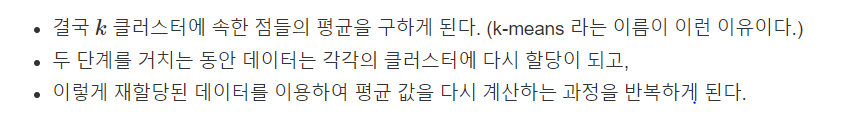 결국 k 클러스터에 속한 점들의 평균을 구하게 된다. (k-means 라는 이름이 이런 이유이다.)
두 단계를 거치는 동안 데이터는 각각의 클러스터에 다시 할당이 되고,
이렇게 재할당된 데이터를 이용하여 평균 값을 다시 계산하는 과정을 반복하게 된다.